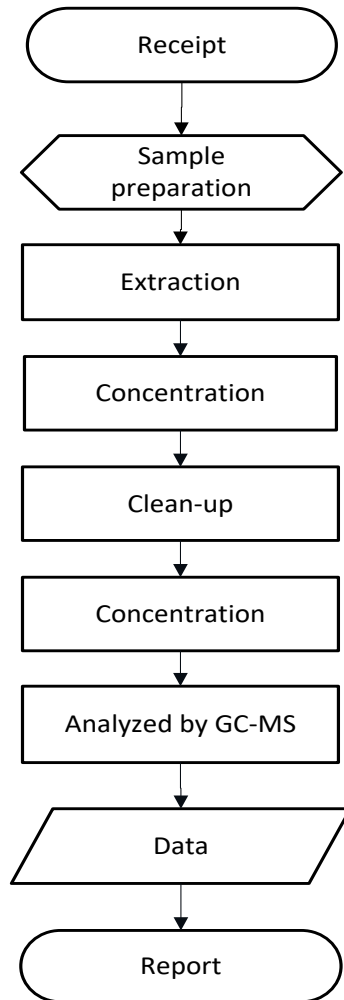 Receipt
Sample
preparation
Extraction
Concentration
Clean-up
Concentration
Analyzed by GC-MS
Data
Report